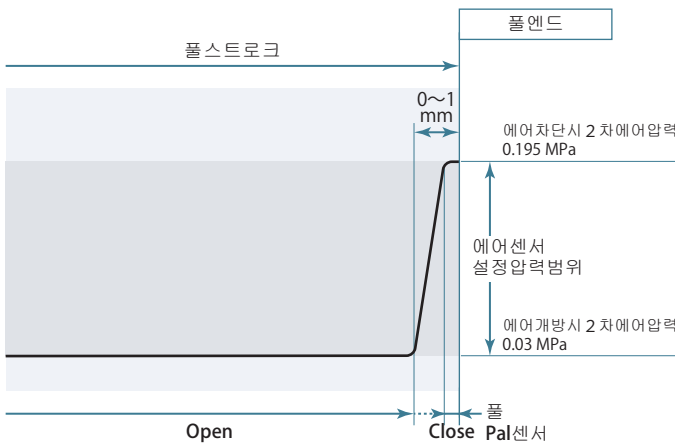 풀엔드
풀스트로크
0~1
mm
에어차단시 2 차에어압력
0.195 MPa
에어센서
설정압력범위
에어개방시 2 차에어압력
0.03 MPa
Open
Close
풀
Pal센서